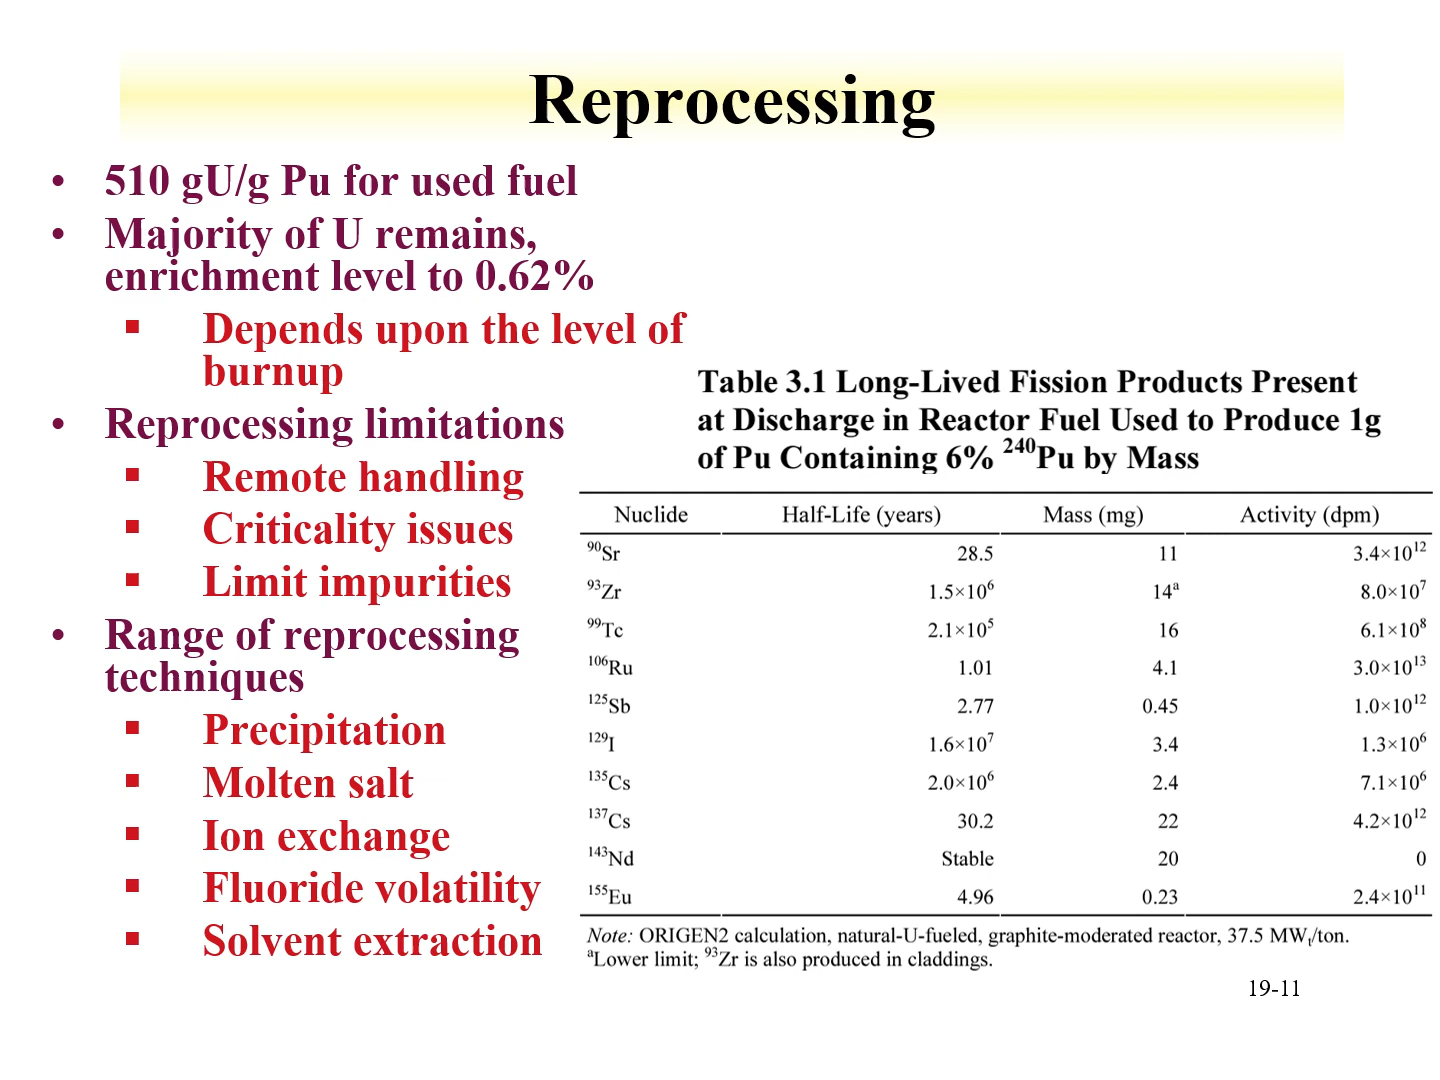 Reprocessing
• 510 gU/g Pu for used fuel
• Majority of U remains,
enrichment level to 0.62%
▪ Depends upon the level of
burnup
• Reprocessing limitations
▪ Remote handling
▪ Criticality issues
▪ Limit impurities
• Range of reprocessing
techniques
▪ Precipitation
▪ Molten salt
▪ Ion exchange
▪ Fluoride volatility
▪ Solvent extraction
Table 3.1 Long-Lived Fission Products Present
at Discharge in Reactor Fuel Used to Produce 1g
of Pu Containing 6% ²⁴⁰Pu by Mass
Nuclide Half-Life (years) Mass (mg) Activity (dpm)
⁹⁰Sr 28.5 11 3.4×10¹²
⁹³Zr 1.5×10⁶ 14ᵃ 8.0×10⁷
⁹⁹Tc 2.1×10⁵ 16 6.1×10⁸
¹⁰⁶Ru 1.01 4.1 3.0×10¹³
¹²⁵Sb 2.77 0.45 1.0×10¹²
¹²⁹I 1.6×10⁷ 3.4 1.3×10⁶
¹³⁵Cs 2.0×10⁶ 2.4 7.1×10⁶
¹³⁷Cs 30.2 22 4.2×10¹²
¹⁴³Nd Stable 20 0
¹⁵⁵Eu 4.96 0.23 2.4×10¹¹
Note: ORIGEN2 calculation, natural-U-fueled, graphite-moderated reactor, 37.5 MWₜ/ton.
ᵃLower limit; ⁹³Zr is also produced in claddings.
19-11